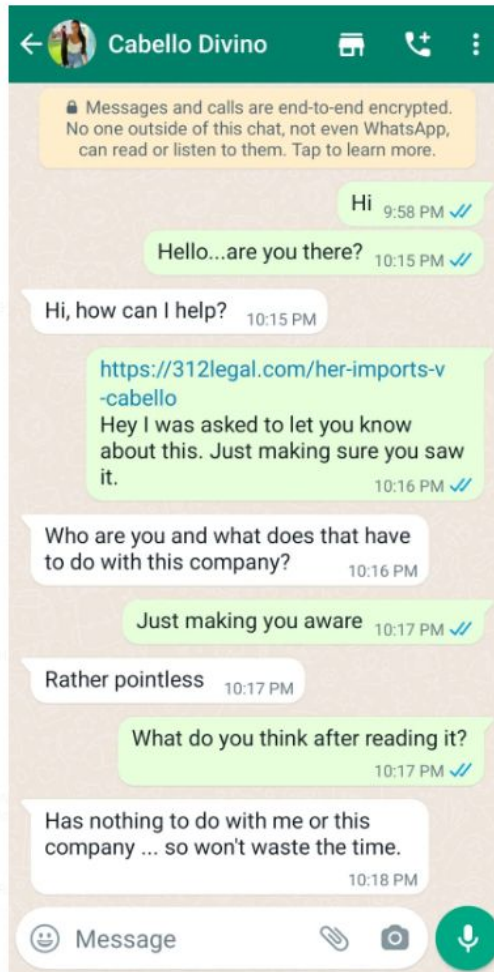 Cabello Divino
Messages and calls are end-to-end encrypted.
No one outside of this chat, not even WhatsApp,
can read or listen to them. Tap to learn more.
Hi 9:58 PM
Hello...are you there? 10:15 PM
Hi, how can I help? 10:15 PM
https://312legal.com/her-imports-v
-cabello
Hey I was asked to let you know
about this. Just making sure you saw
it. 10:16 PM
Who are you and what does that have
to do with this company? 10:16 PM
Just making you aware 10:17 PM
Rather pointless 10:17 PM
What do you think after reading it?
10:17 PM
Has nothing to do with me or this
company ... so won't waste the time.
10:18 PM
Message